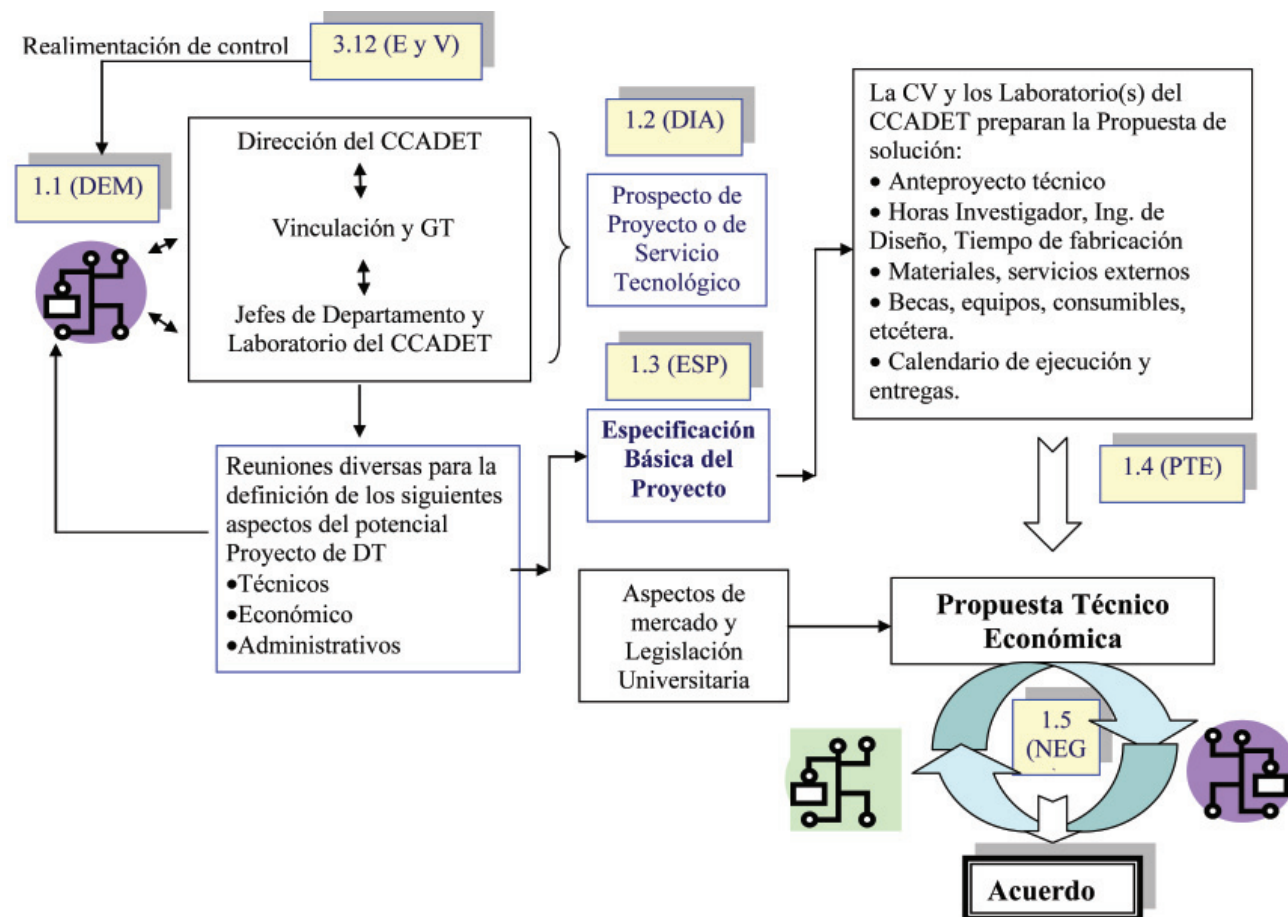 Realimentación de control
3.12 (E y V)
1.1 (DEM)
Dirección del CCADET
Vinculación y GT
Jefes de Departamento y
Laboratorio del CCADET
1.2 (DIA)
Prospecto de
Proyecto o de
Servicio
Tecnológico
1.3 (ESP)
Especificación
Básica del
Proyecto
La CV y los Laboratorio(s) del
CCADET preparan la Propuesta de
solución:
• Anteproyecto técnico
• Horas Investigador, Ing. de
Diseño, Tiempo de fabricación
• Materiales, servicios externos
• Becas, equipos, consumibles,
etcétera.
• Calendario de ejecución y
entregas.
1.4 (PTE)
Reuniones diversas para la
definición de los siguientes
aspectos del potencial
Proyecto de DT
•Técnicos
•Económico
•Administrativos
Aspectos de
mercado y
Legislación
Universitaria
Propuesta Técnico
Económica
1.5
(NEG
.
Acuerdo